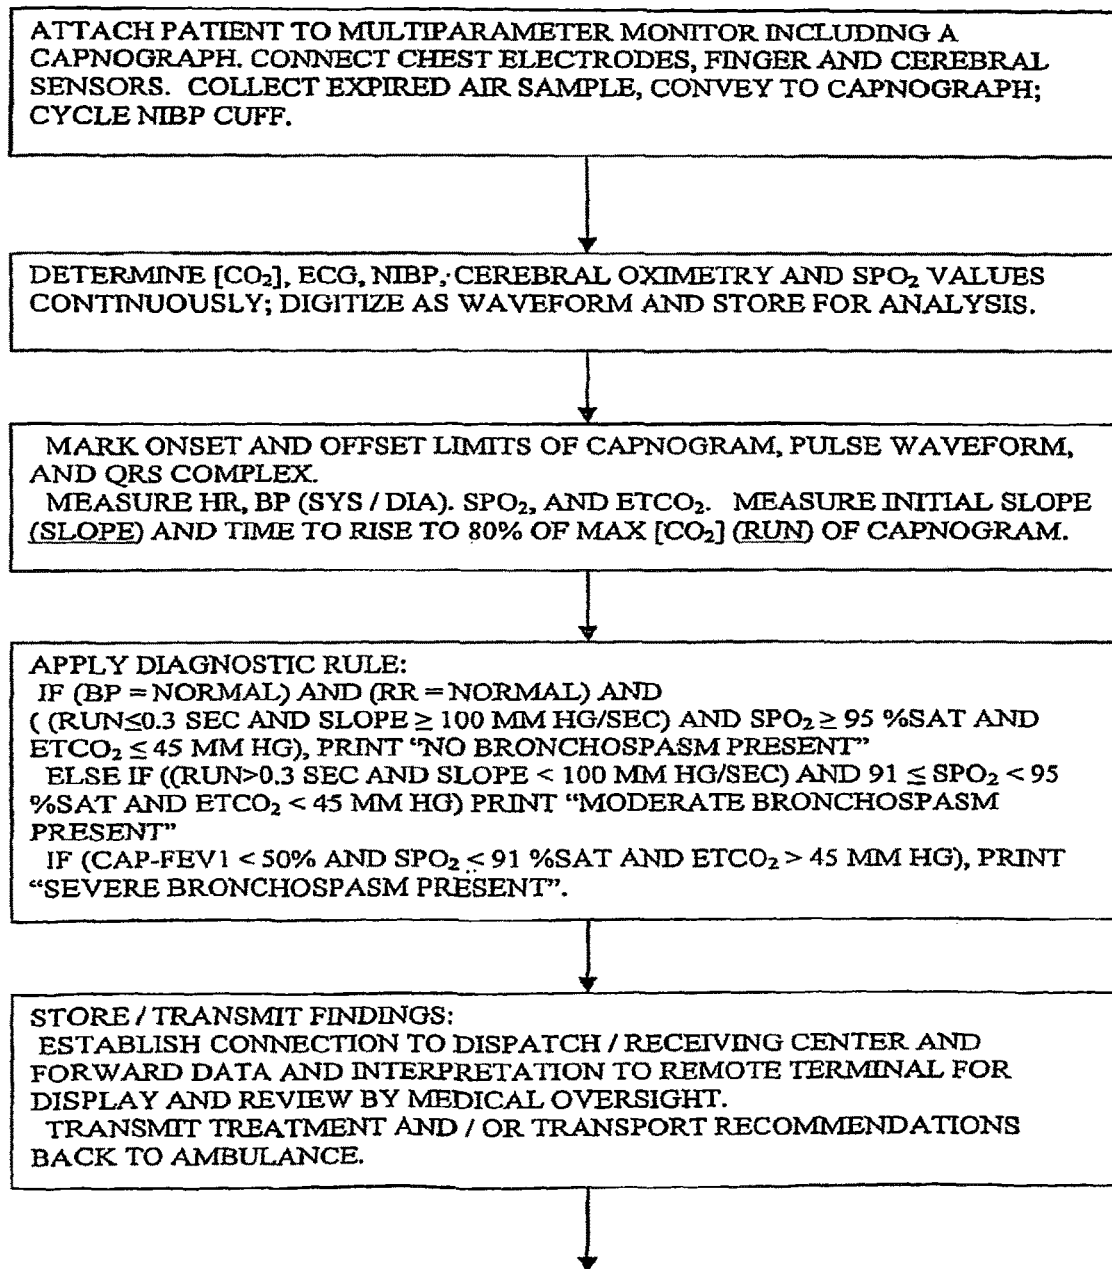 ATTACH PATIENT TO MULTIPARAMETER MONITOR INCLUDING A
CAPNOGRAPH. CONNECT CHEST ELECTRODES, FINGER AND CEREBRAL
SENSORS. COLLECT EXPIRED AIR SAMPLE, CONVEY TO CAPNOGRAPH;
CYCLE NIBP CUFF.
DETERMINE [CO₂], ECG, NIBP, CEREBRAL OXIMETRY AND SPO₂ VALUES
CONTINUOUSLY; DIGITIZE AS WAVEFORM AND STORE FOR ANALYSIS.
MARK ONSET AND OFFSET LIMITS OF CAPNOGRAM, PULSE WAVEFORM,
AND QRS COMPLEX.
MEASURE HR, BP (SYS / DIA). SPO₂, AND ETCO₂. MEASURE INITIAL SLOPE
(SLOPE) AND TIME TO RISE TO 80% OF MAX [CO₂] (RUN) OF CAPNOGRAM.
APPLY DIAGNOSTIC RULE:
IF (BP = NORMAL) AND (RR = NORMAL) AND
( (RUN≤0.3 SEC AND SLOPE ≥ 100 MM HG/SEC) AND SPO₂ ≥ 95 %SAT AND
ETCO₂ ≤ 45 MM HG), PRINT “NO BRONCHOSPASM PRESENT”
ELSE IF ((RUN>0.3 SEC AND SLOPE < 100 MM HG/SEC) AND 91 ≤ SPO₂ < 95
%SAT AND ETCO₂ < 45 MM HG) PRINT “MODERATE BRONCHOSPASM
PRESENT”
IF (CAP-FEV1 < 50% AND SPO₂ < 91 %SAT AND ETCO₂ > 45 MM HG), PRINT
“SEVERE BRONCHOSPASM PRESENT”.
STORE / TRANSMIT FINDINGS:
ESTABLISH CONNECTION TO DISPATCH / RECEIVING CENTER AND
FORWARD DATA AND INTERPRETATION TO REMOTE TERMINAL FOR
DISPLAY AND REVIEW BY MEDICAL OVERSIGHT.
TRANSMIT TREATMENT AND / OR TRANSPORT RECOMMENDATIONS
BACK TO AMBULANCE.